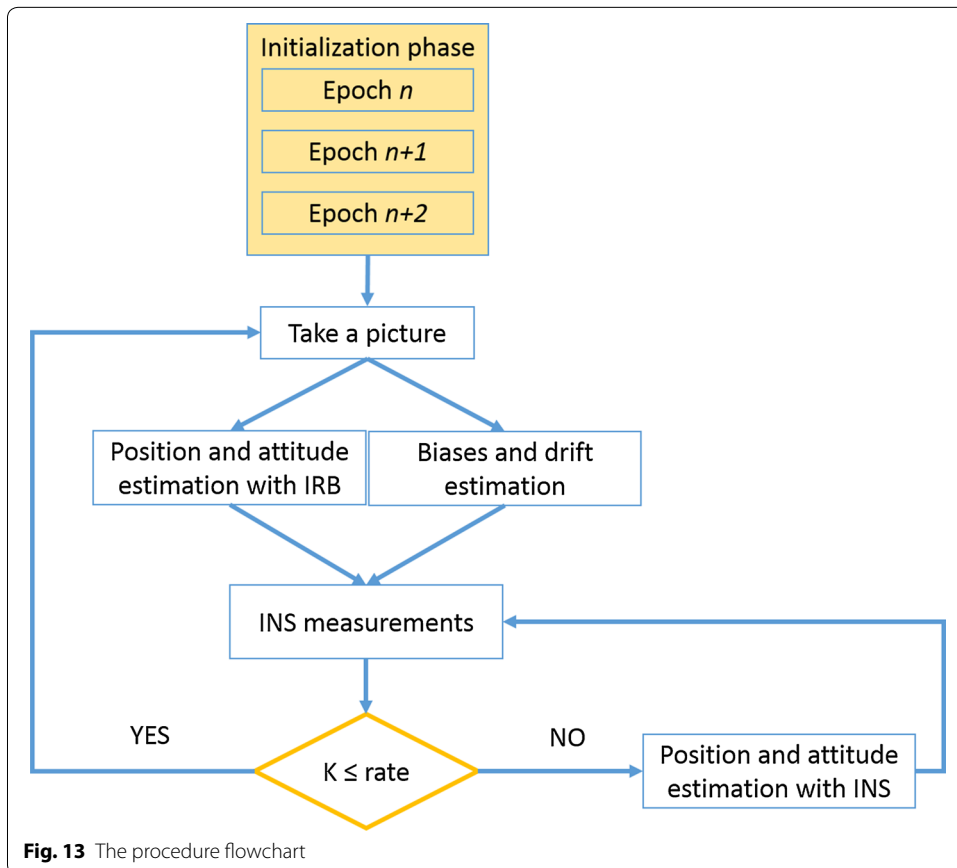 Initialization phase
Epoch n
Epoch n+1
Epoch n+2
Take a picture
Position and attitude
estimation with IRB
Biases and drift
estimation
INS measurements
YES
NO
K ≤ rate
Position and attitude
estimation with INS
Fig. 13 The procedure flowchart